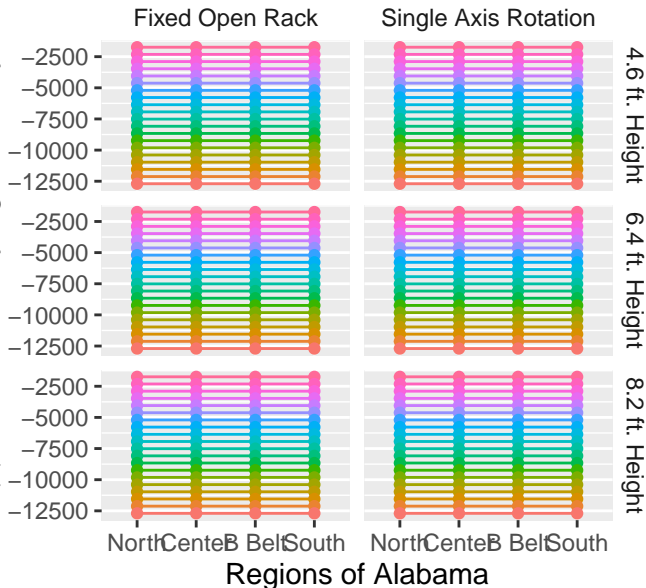 Fixed Open Rack Single Axis Rotation
−2500
−5000
−7500
−10000
−12500
4.6 ft. Height
−2500
−5000
−7500
−10000
−12500
6.4 ft. Height
−2500
−5000
−7500
−10000
−12500
8.2 ft. Height
North Center B Belt South North Center B Belt South
Regions of Alabama